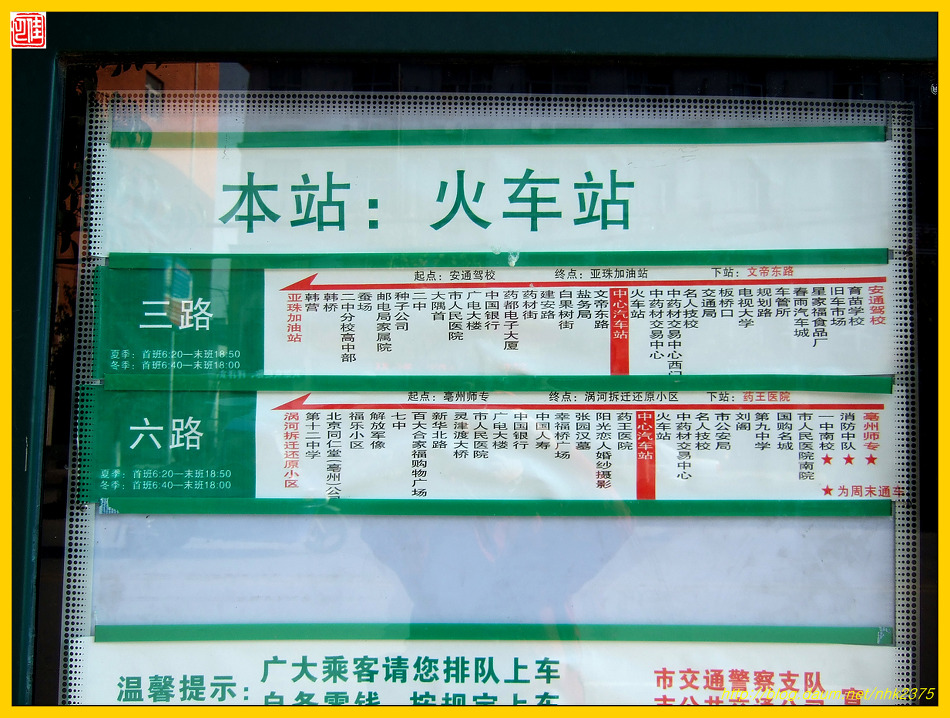 本站：火车站
起点：安通驾校 终点：亚珠加油站 下站：文帝东路
三路
夏季：首班6:20—末班18:50
冬季：首班6:40—末班18:00
亚珠加油站
韩营
韩桥
二中分校高中部
蚕场
邮电局家属院
种子公司
二中
大隅首
市人民医院
广电大楼
中国银行
药都电子大厦
药材街
建安路
白果树街
盐务局
文帝东路
中心汽车站
火车站
中药材交易中心
中药材交易中心西门
名人技校
交通局
板桥口
电视大学
规划路
车管所
春雨汽车城
星家福食品厂
旧车市场
育苗学校
安通驾校
起点：亳州师专 终点：涡河拆迁还原小区 下站：药王医院
六路
夏季：首班6:20—末班18:50
冬季：首班6:40—末班18:00
涡河拆迁还原小区
第十二中学
北京同仁堂（亳州）公司
福乐小区
解放军像
七中
百大合家福购物广场
新华北路
灵津渡大桥
市人民医院
广电大楼
中国银行
中国人寿
幸福桥广场
张园汉墓
阳光恋人婚纱摄影
药王医院
中心汽车站
火车站
中药材交易中心
名人技校
市公安局
刘阁
第九中学
国购名城
市人民医院南院
一中南校★
消防中队★
亳州师专★
★为周末通车
温馨提示：
广大乘客请您排队上车
自备零钱，按规定上车
市交通警察支队
市公共交通公司